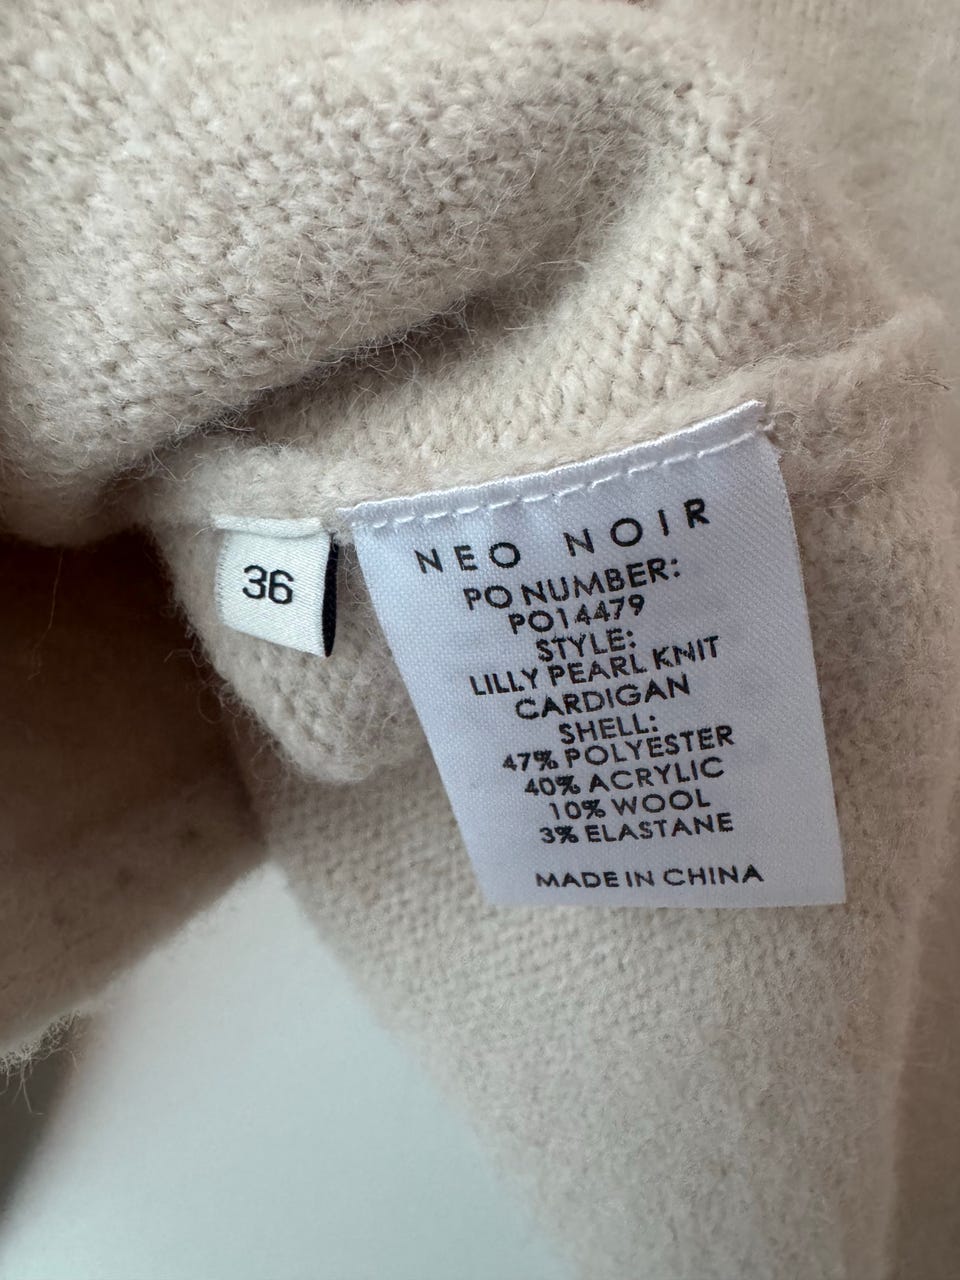 36
NEO NOIR
PO NUMBER:
PO14479
STYLE:
LILLY PEARL KNIT
CARDIGAN
SHELL:
47% POLYESTER
40% ACRYLIC
10% WOOL
3% ELASTANE
MADE IN CHINA